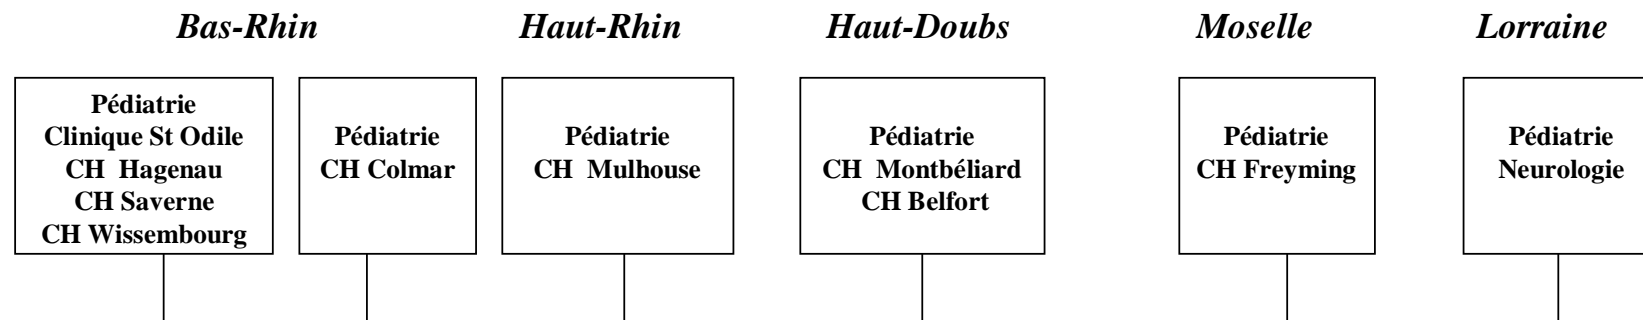 Bas-Rhin
Haut-Rhin
Haut-Doubs
Moselle
Lorraine
Pédiatrie
Clinique St Odile
CH Hagenau
CH Saverne
CH Wissembourg
Pédiatrie
CH Colmar
Pédiatrie
CH Mulhouse
Pédiatrie
CH Montbéliard
CH Belfort
Pédiatrie
CH Freyming
Pédiatrie
Neurologie